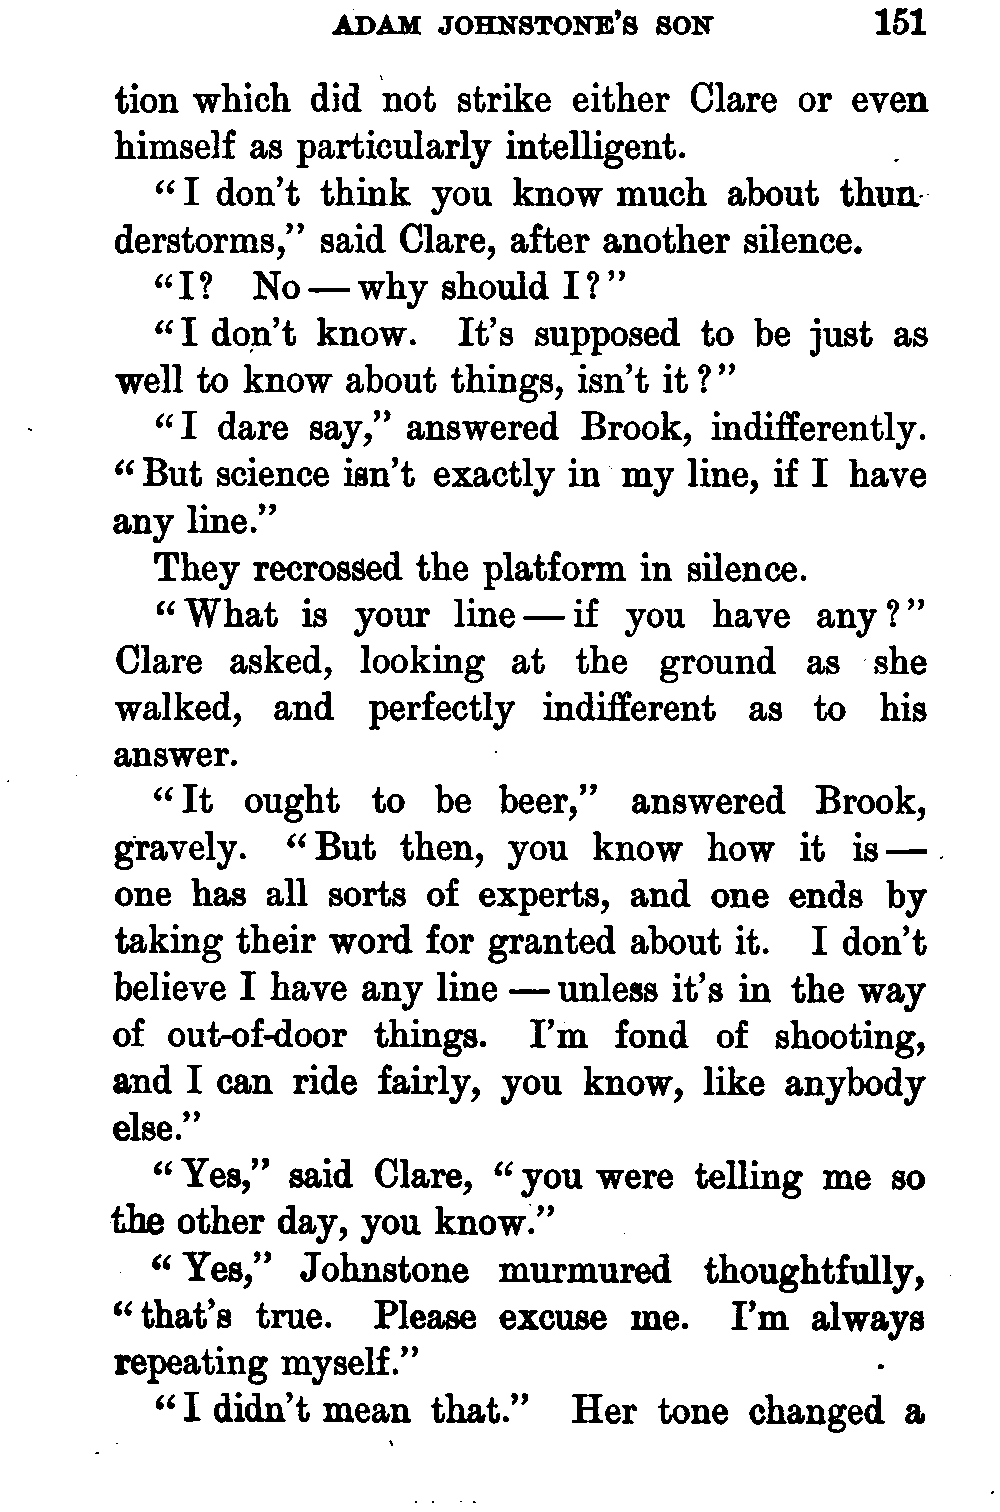 ADAM JOHNSTONE'S SON 151
tion which did not strike either Clare or even
himself as particularly intelligent.
"I don't think you know much about thun-
derstorms," said Clare, after another silence.
"I? No — why should I?"
"I don't know. It's supposed to be just as
well to know about things, isn't it?"
"I dare say," answered Brook, indifferently.
"But science isn't exactly in my line, if I have
any line."
They recrossed the platform in silence.
"What is your line — if you have any?"
Clare asked, looking at the ground as she
walked, and perfectly indifferent as to his
answer.
"It ought to be beer," answered Brook,
gravely. "But then, you know how it is —
one has all sorts of experts, and one ends by
taking their word for granted about it. I don't
believe I have any line — unless it's in the way
of out-of-door things. I'm fond of shooting,
and I can ride fairly, you know, like anybody
else."
"Yes," said Clare, "you were telling me so
the other day, you know."
"Yes," Johnstone murmured thoughtfully,
"that's true. Please excuse me. I'm always
repeating myself."
"I didn't mean that." Her tone changed a